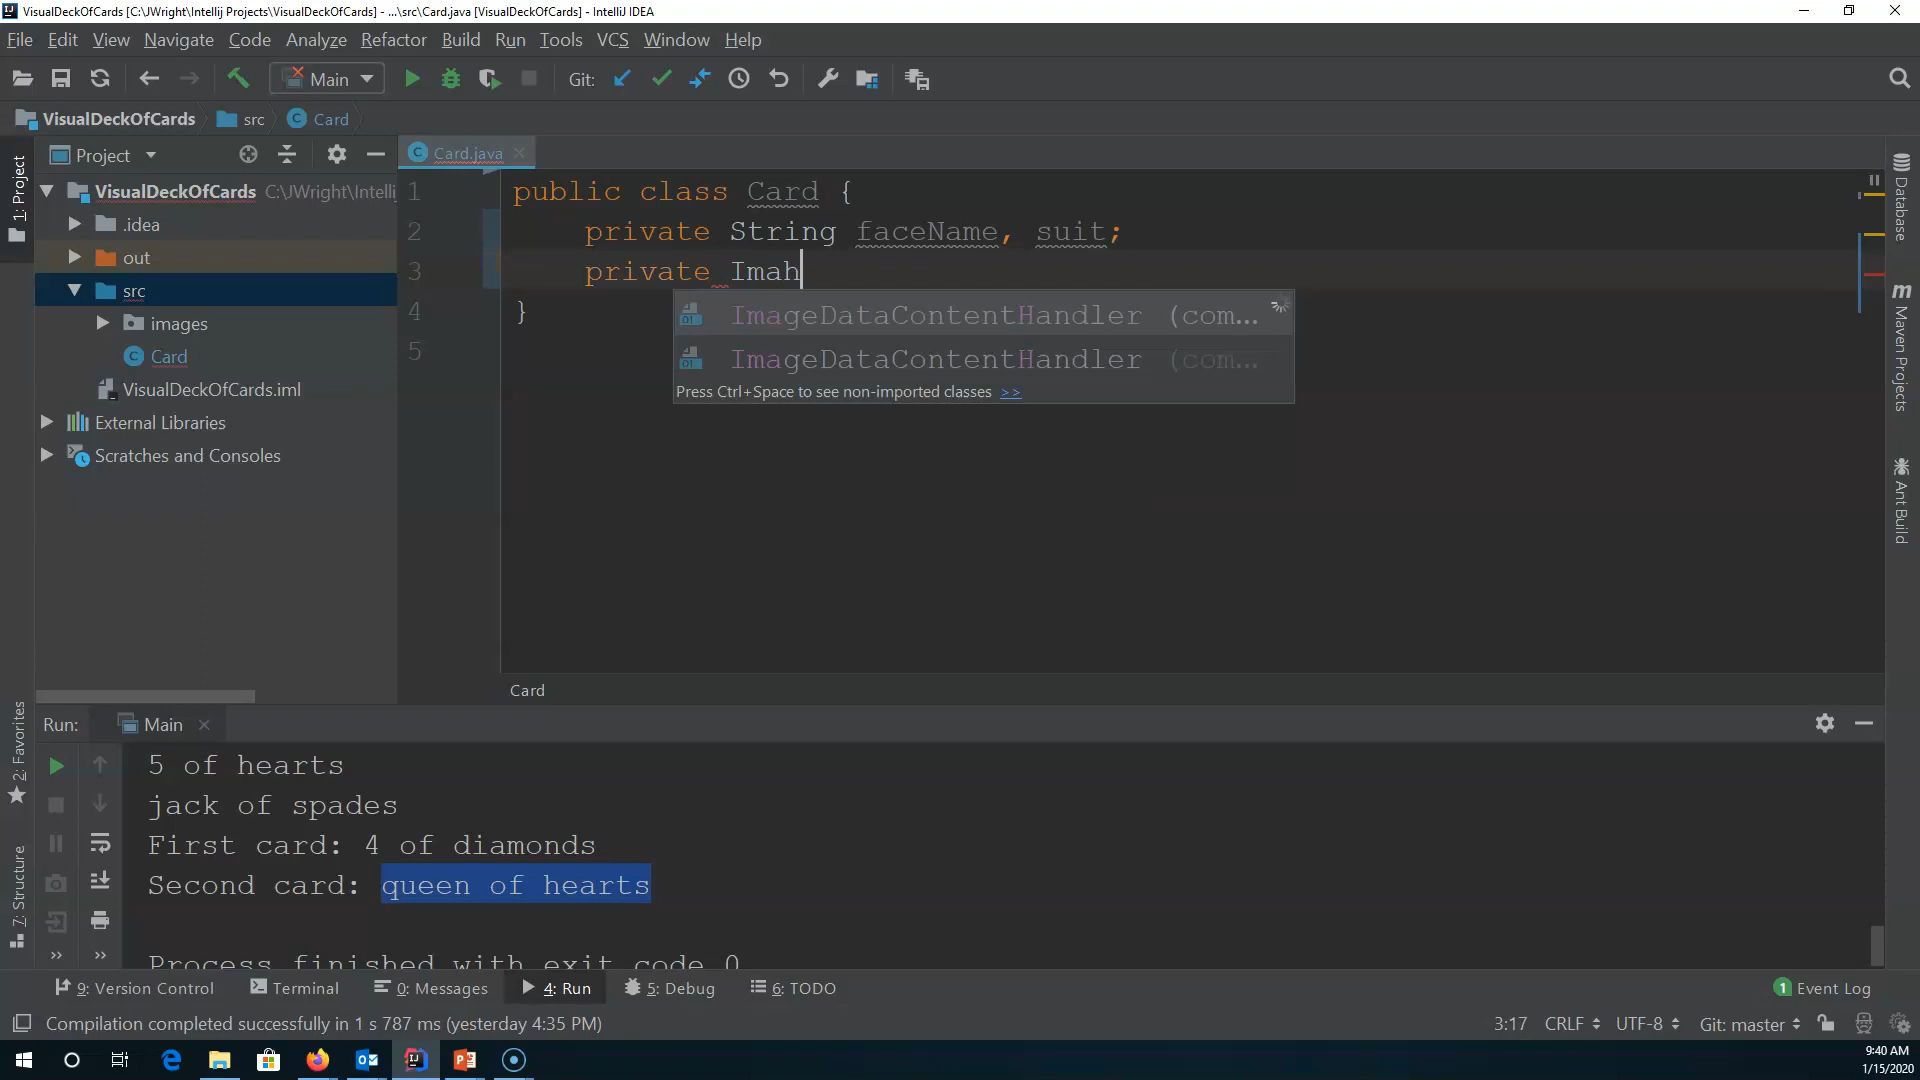 VisualDeckOfCards [C:\JWright\Intellij Projects\VisualDeckOfCards] - ...\src\Card.java [VisualDeckOfCards] - IntelliJ IDEA
File Edit View Navigate Code Analyze Refactor Build Run Tools VCS Window Help
Main Git:
VisualDeckOfCards src Card
1: Project
Project
Card.java
VisualDeckOfCards C:\JWright\Intelli
.idea
out
src
images
Card
VisualDeckOfCards.iml
External Libraries
Scratches and Consoles
1 public class Card {
2 private String faceName, suit;
3 private Imah
4 }
5
ImageDataContentHandler (com...
ImageDataContentHandler (com...
Press Ctrl+Space to see non-imported classes >>
Card
Database
m Maven Projects
Ant Build
2: Favorites
7: Structure
Run: Main
5 of hearts
jack of spades
First card: 4 of diamonds
Second card: queen of hearts
Process finished with exit code 0
9: Version Control Terminal 0: Messages 4: Run 5: Debug 6: TODO 1 Event Log
Compilation completed successfully in 1 s 787 ms (yesterday 4:35 PM) 3:17 CRLF UTF-8 Git: master
9:40 AM
1/15/2020